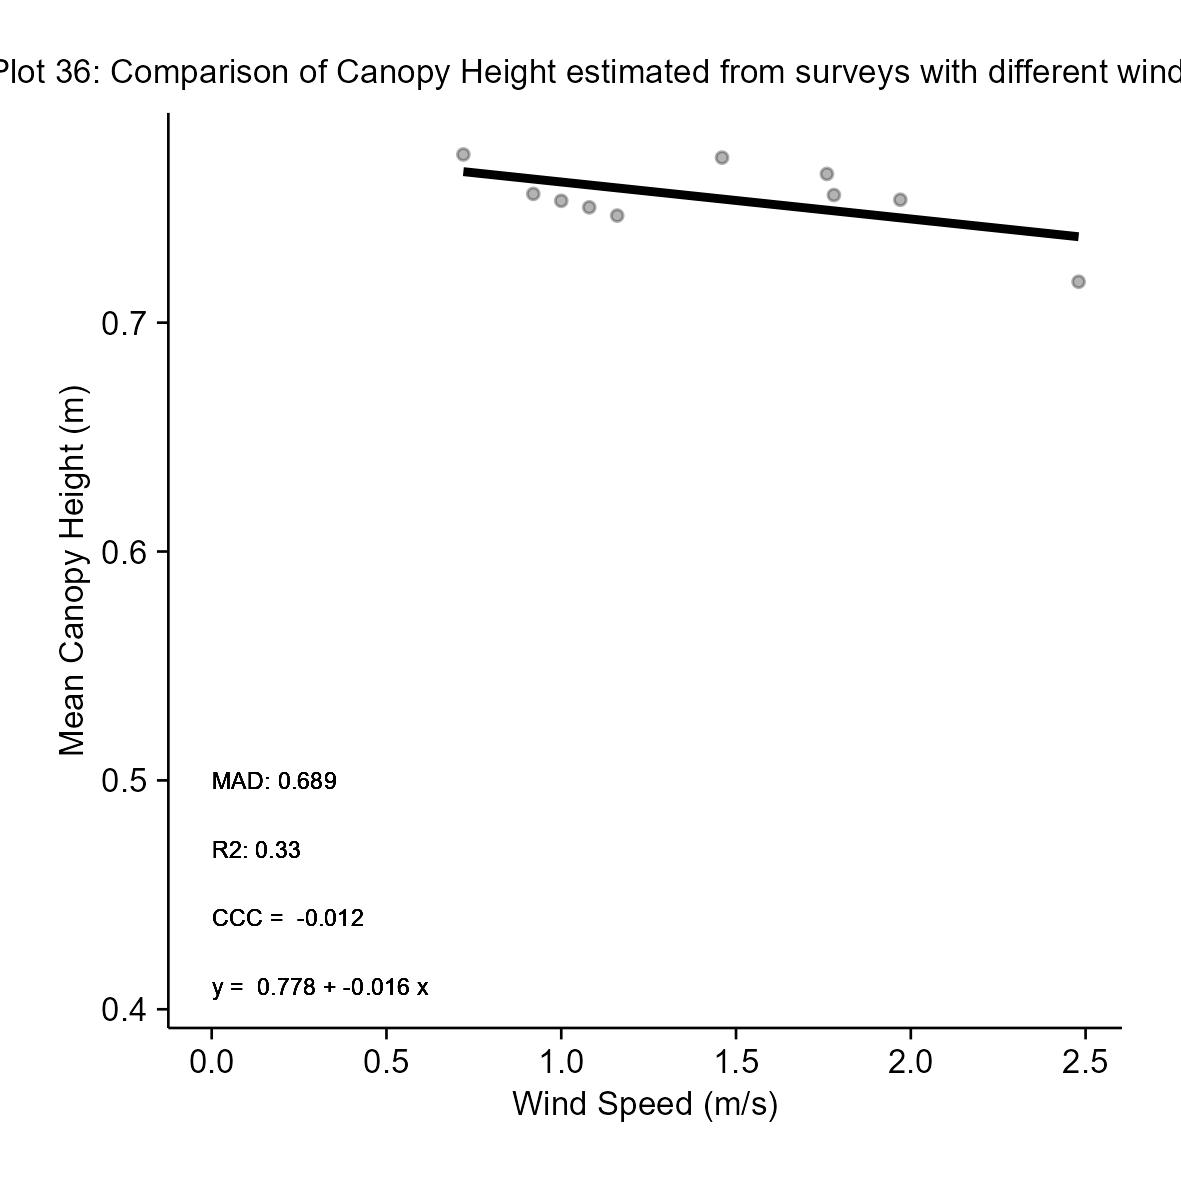 Plot 36: Comparison of Canopy Height estimated from surveys with different wind
0.7
0.6
0.5
0.4
Mean Canopy Height (m)
MAD: 0.689
R2: 0.33
CCC =  -0.012
y =  0.778 + -0.016 x
0.0 0.5 1.0 1.5 2.0 2.5
Wind Speed (m/s)